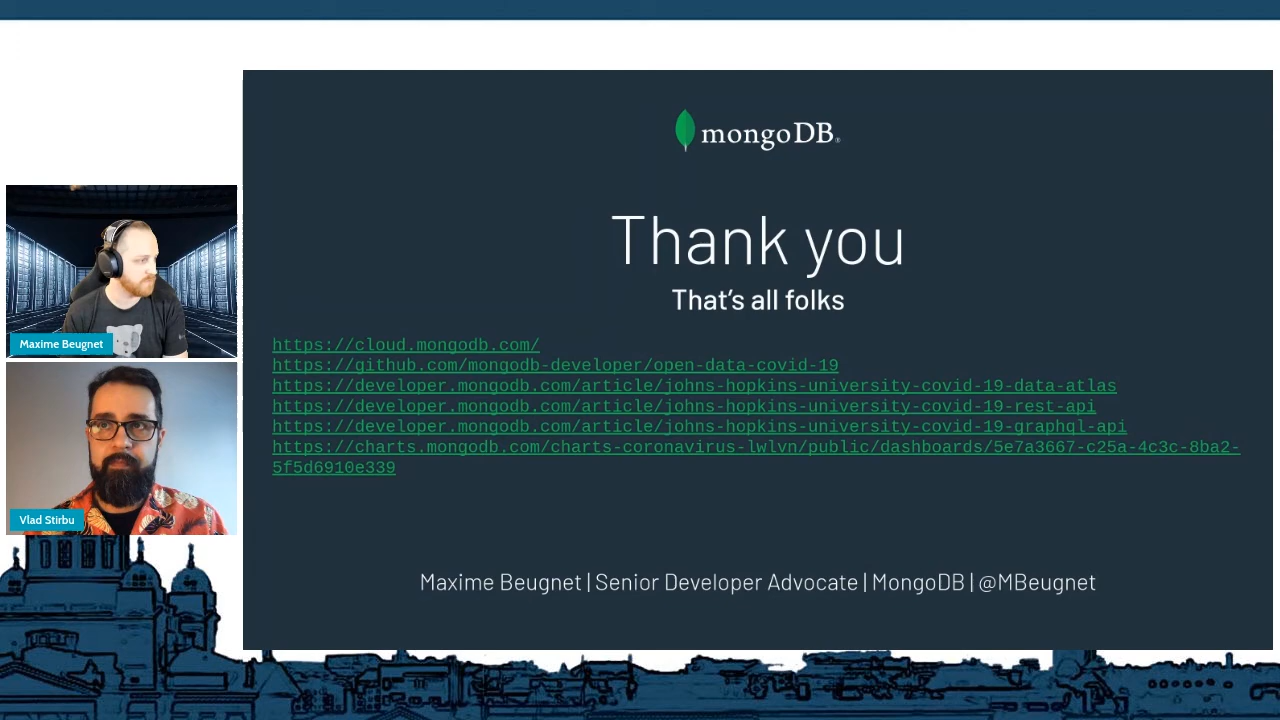 mongoDB®
Thank you
That's all folks
https://cloud.mongodb.com/
https://github.com/mongodb-developer/open-data-covid-19
https://developer.mongodb.com/article/johns-hopkins-university-covid-19-data-atlas
https://developer.mongodb.com/article/johns-hopkins-university-covid-19-rest-api
https://developer.mongodb.com/article/johns-hopkins-university-covid-19-graphql-api
https://charts.mongodb.com/charts-coronavirus-lwlvn/public/dashboards/5e7a3667-c25a-4c3c-8ba2-
5f5d6910e339
Maxime Beugnet | Senior Developer Advocate | MongoDB | @MBeugnet
Maxime Beugnet
Vlad Stirbu